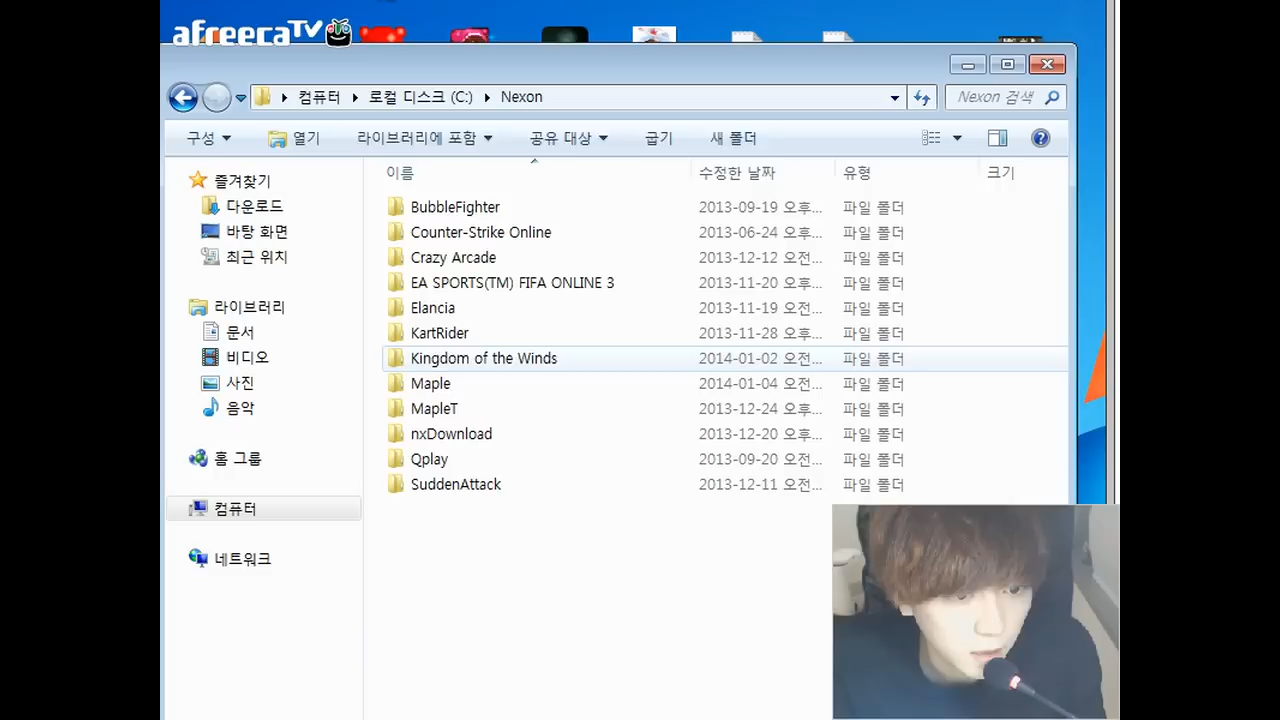 afreecaTV
컴퓨터 로컬 디스크 (C:) Nexon
Nexon 검색
구성 열기 라이브러리에 포함 공유 대상 굽기 새 폴더
이름 수정한 날짜 유형 크기
즐겨찾기
다운로드
바탕 화면
최근 위치
라이브러리
문서
비디오
사진
음악
홈 그룹
컴퓨터
네트워크
BubbleFighter 2013-09-19 오후... 파일 폴더
Counter-Strike Online 2013-06-24 오후... 파일 폴더
Crazy Arcade 2013-12-12 오전... 파일 폴더
EA SPORTS(TM) FIFA ONLINE 3 2013-11-20 오후... 파일 폴더
Elancia 2013-11-19 오전... 파일 폴더
KartRider 2013-11-28 오후... 파일 폴더
Kingdom of the Winds 2014-01-02 오전... 파일 폴더
Maple 2014-01-04 오전... 파일 폴더
MapleT 2013-12-24 오후... 파일 폴더
nxDownload 2013-12-20 오후... 파일 폴더
Qplay 2013-09-20 오전... 파일 폴더
SuddenAttack 2013-12-11 오전... 파일 폴더